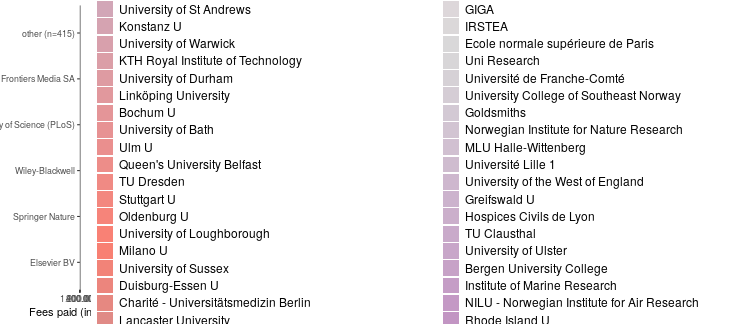 other (n=415)
Frontiers Media SA
y of Science (PLoS)
Wiley-Blackwell
Springer Nature
Elsevier BV
Fees paid (in
University of St Andrews
Konstanz U
University of Warwick
KTH Royal Institute of Technology
University of Durham
Linköping University
Bochum U
University of Bath
Ulm U
Queen's University Belfast
TU Dresden
Stuttgart U
Oldenburg U
University of Loughborough
Milano U
University of Sussex
Duisburg-Essen U
Charité - Universitätsmedizin Berlin
Lancaster University
GIGA
IRSTEA
Ecole normale supérieure de Paris
Uni Research
Université de Franche-Comté
University College of Southeast Norway
Goldsmiths
Norwegian Institute for Nature Research
MLU Halle-Wittenberg
Université Lille 1
University of the West of England
Greifswald U
Hospices Civils de Lyon
TU Clausthal
University of Ulster
Bergen University College
Institute of Marine Research
NILU - Norwegian Institute for Air Research
Rhode Island U